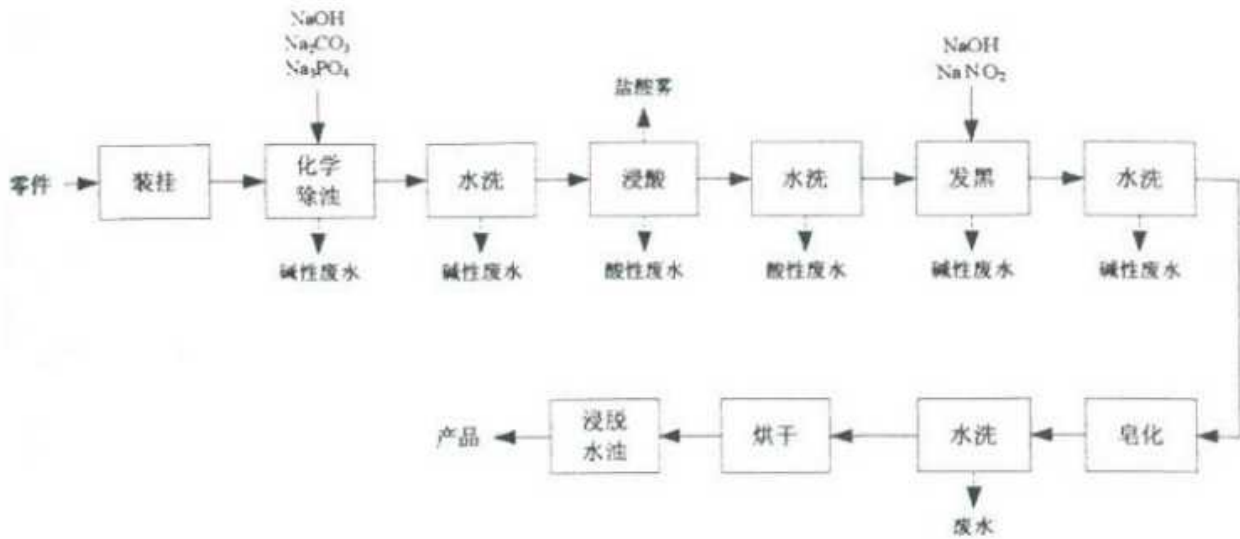 NaOH
Na₂CO₃
Na₃PO₄
NaOH
NaNO₂
盐酸雾
零件
装挂
化学
除油
水洗
浸酸
水洗
发黑
水洗
碱性废水
碱性废水
酸性废水
酸性废水
碱性废水
碱性废水
产品
浸脱
水油
烘干
水洗
皂化
废水